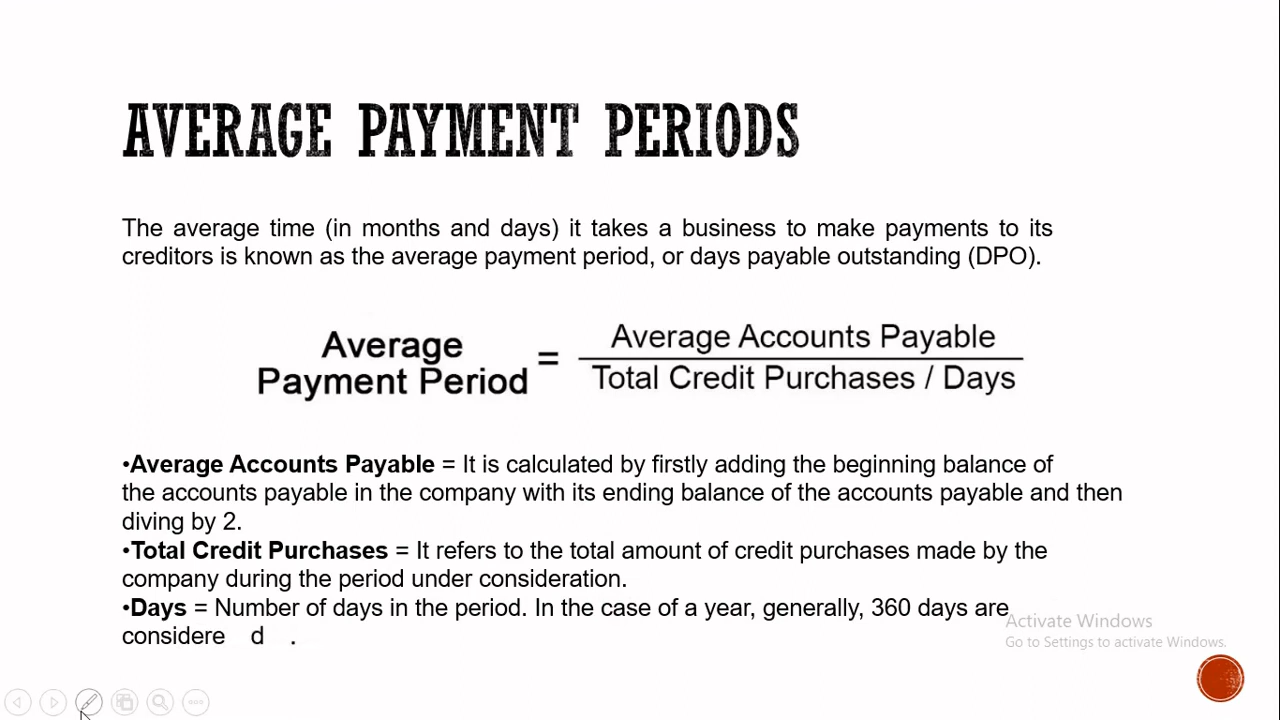 AVERAGE PAYMENT PERIODS
The average time (in months and days) it takes a business to make payments to its
creditors is known as the average payment period, or days payable outstanding (DPO).
Average
Payment Period
=
Average Accounts Payable
Total Credit Purchases / Days
•Average Accounts Payable = It is calculated by firstly adding the beginning balance of
the accounts payable in the company with its ending balance of the accounts payable and then
diving by 2.
•Total Credit Purchases = It refers to the total amount of credit purchases made by the
company during the period under consideration.
•Days = Number of days in the period. In the case of a year, generally, 360 days are
considere d .
Activate Windows
Go to Settings to activate Windows.